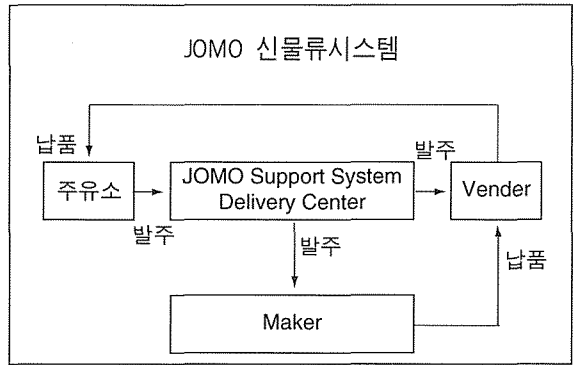 JOMO 신물류시스템
납품
발주
주유소
JOMO Support System
Delivery Center
Vender
발주
발주
납품
Maker